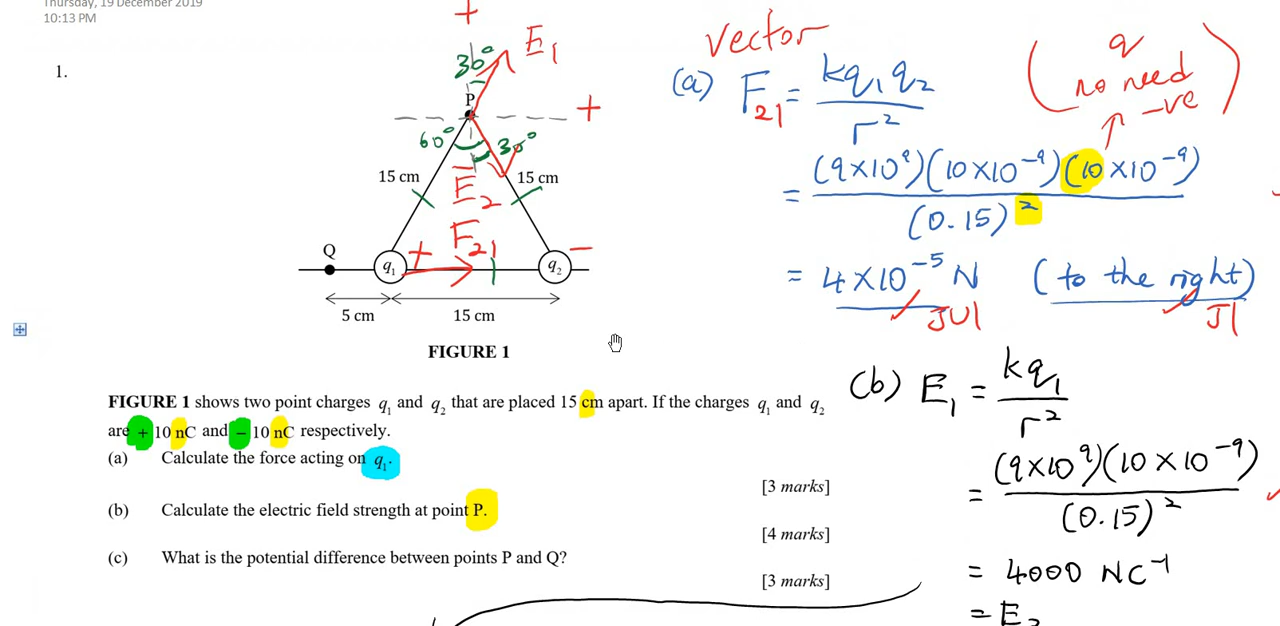 Thursday, 19 December 2019
10:13 PM
1.
+
E1
30°
P
+
60°
30°
15 cm
15 cm
E2
F21
Q
+
−
q1
q2
5 cm
15 cm
FIGURE 1
vector
(a) F21 = kq1q2 / r²
( q no need -ve )
= (9×10⁹)(10×10⁻⁹)(10×10⁻⁹) / (0.15)²
= 4×10⁻⁵ N (to the right)
JU1
J1
FIGURE 1 shows two point charges q1 and q2 that are placed 15 cm apart. If the charges q1 and q2
are + 10 nC and − 10 nC respectively.
(a) Calculate the force acting on q1.
[3 marks]
(b) Calculate the electric field strength at point P.
[4 marks]
(c) What is the potential difference between points P and Q?
[3 marks]
(b) E1 = kq1 / r²
= (9×10⁹)(10×10⁻⁹) / (0.15)²
= 4000 NC⁻¹
= E2